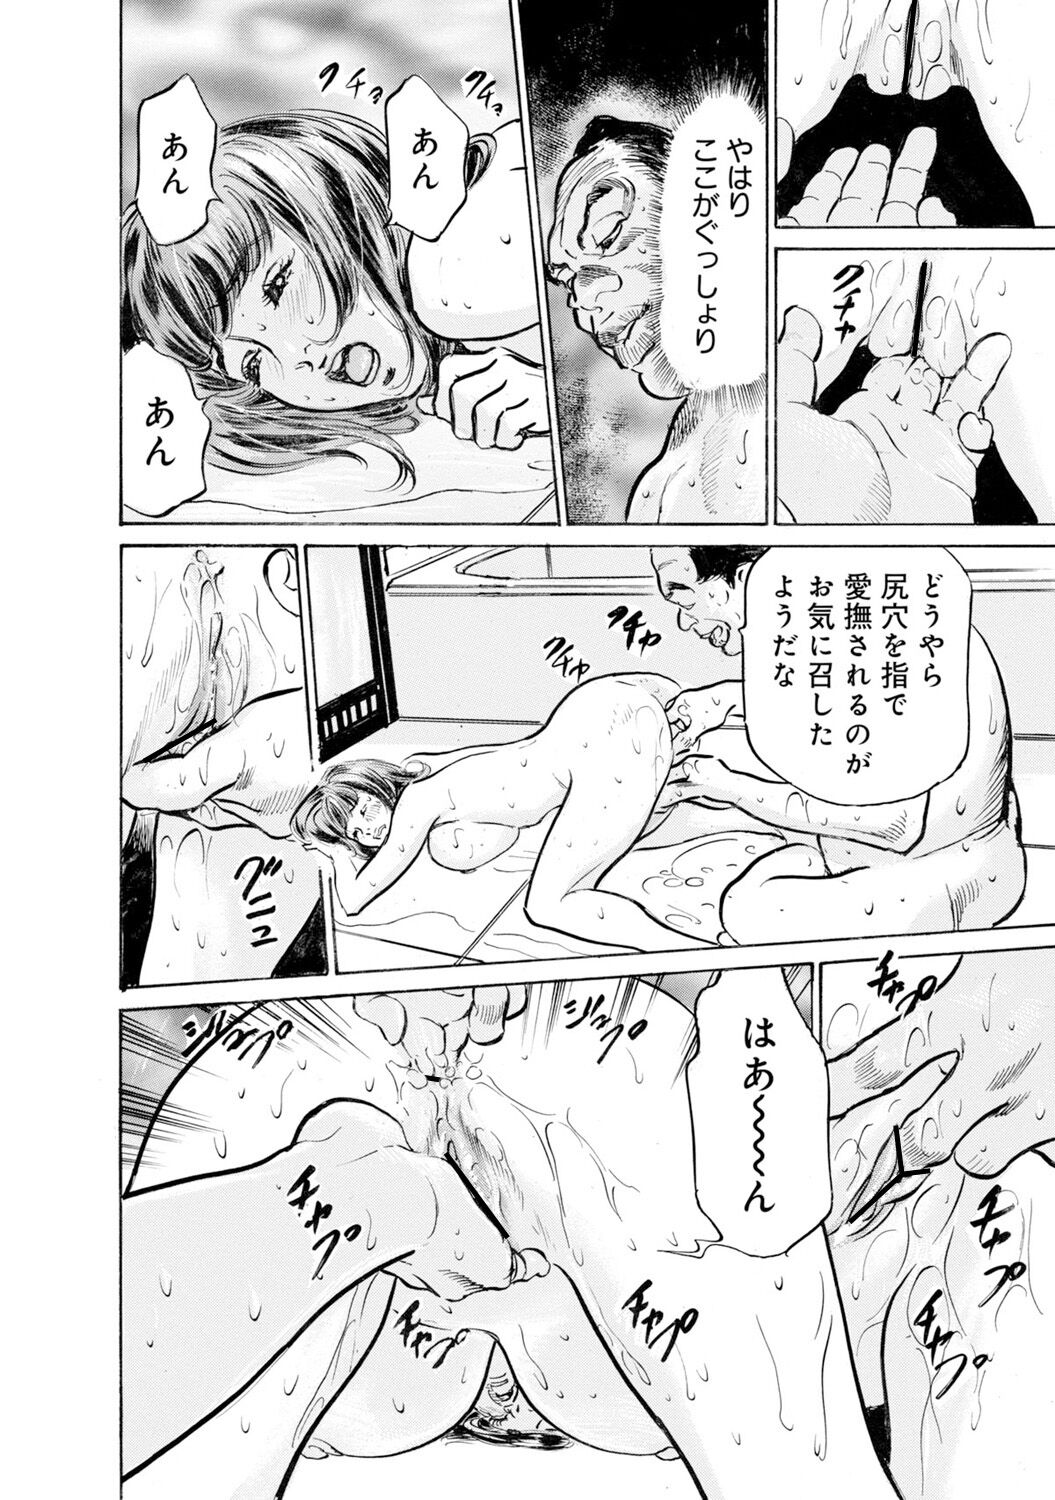 クチャ
やはり
ここがぐっしょり
クチョ
クチョ
あん
あん
あん
どうやら
尻穴を指で
愛撫されるのが
お気に召した
ようだな
クチャ
クチャ
グニュ
チャプ
チャプ
チャプ
はあ〜〜〜ん
ジュプ
ジュプ
チャプ
チャプ
チャプ